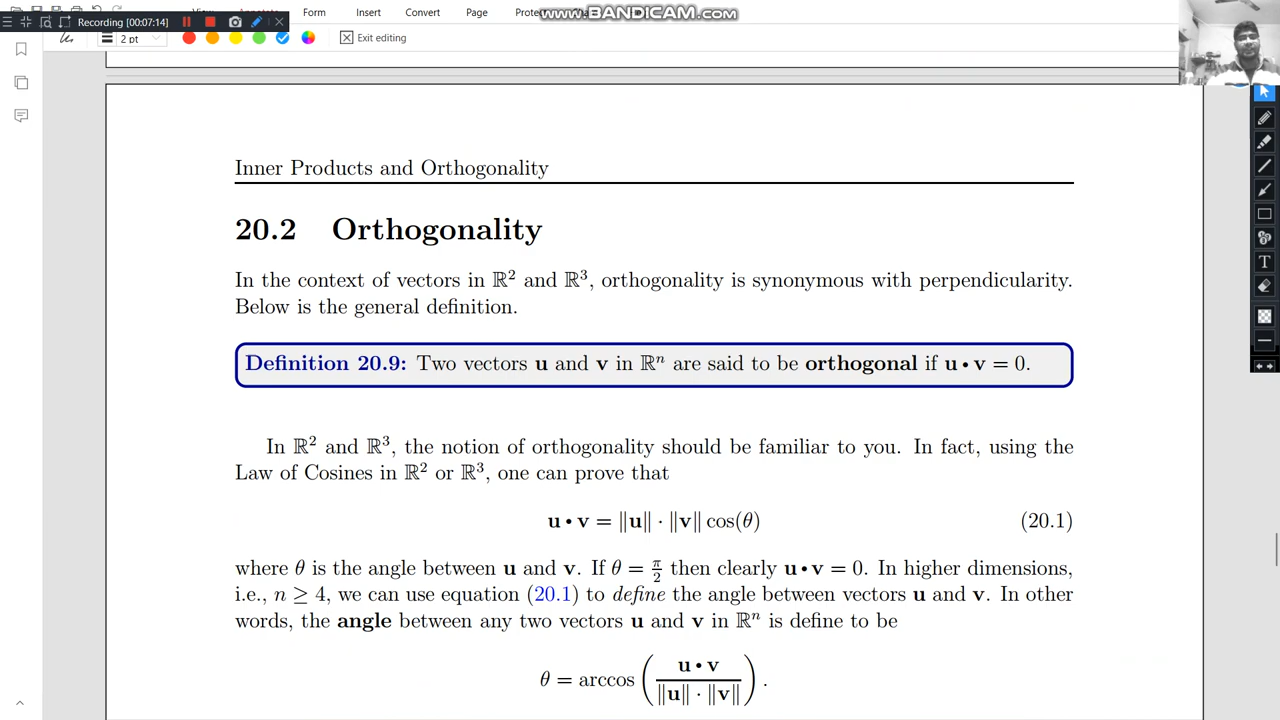 Form Insert Convert Page
www.BANDICAM.com
Recording [00:07:14]
2 pt
Exit editing
Inner Products and Orthogonality
20.2 Orthogonality
In the context of vectors in ℝ² and ℝ³, orthogonality is synonymous with perpendicularity.
Below is the general definition.
Definition 20.9: Two vectors u and v in ℝⁿ are said to be orthogonal if u • v = 0.
In ℝ² and ℝ³, the notion of orthogonality should be familiar to you. In fact, using the
Law of Cosines in ℝ² or ℝ³, one can prove that
u • v = ‖u‖ · ‖v‖ cos(θ) (20.1)
where θ is the angle between u and v. If θ = π/2 then clearly u • v = 0. In higher dimensions,
i.e., n ≥ 4, we can use equation (20.1) to define the angle between vectors u and v. In other
words, the angle between any two vectors u and v in ℝⁿ is define to be
θ = arccos ( u • v / ‖u‖ · ‖v‖ ) .